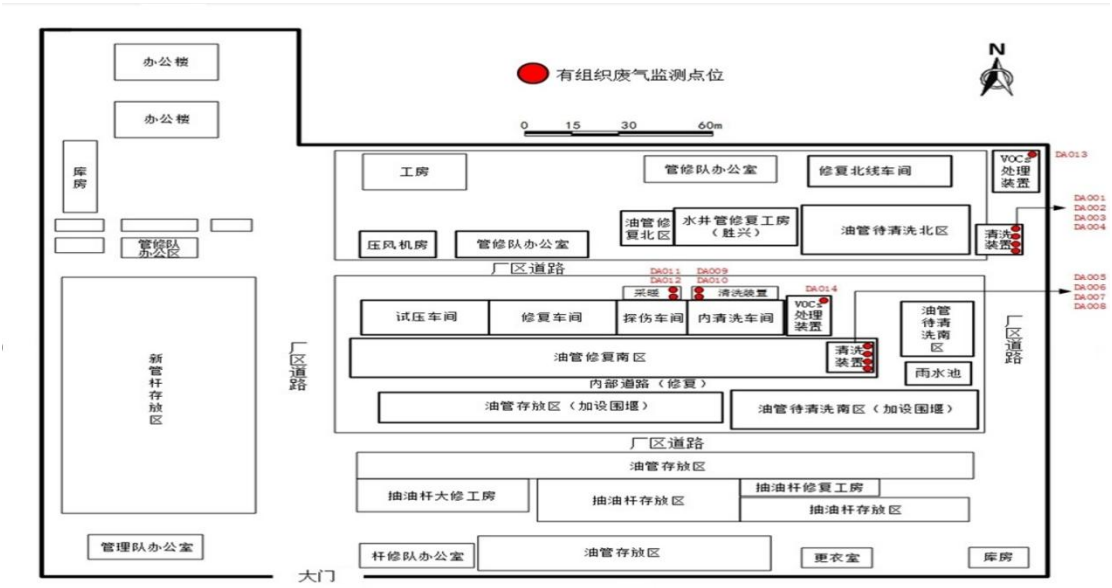 办公楼
办公楼
有组织废气监测点位
N
0 15 30 60m
库房
工房
管修队办公室
修复北线车间
VOCs
处理
装置
DA013
油管修
复北区
水井管修复工房
（胜兴）
油管待清洗北区
清洗
装置
DA001
DA002
DA003
DA004
管修队
办公区
压风机房
管修队办公室
厂区道路
DA011
DA012
DA009
DA010
DA014
采暖
清洗装置
DA005
DA006
DA007
DA008
试压车间
修复车间
探伤车间
内清洗车间
VOCs
处理
装置
油管
待清
洗南
区
厂区道路
厂区道路
新管杆存放区
油管修复南区
清洗
装置
雨水池
内部道路（修复）
油管存放区（加设围堰）
油管待清洗南区（加设围堰）
厂区道路
油管存放区
抽油杆大修工房
抽油杆存放区
抽油杆修复工房
抽油杆存放区
管理队办公室
杆修队办公室
油管存放区
更衣室
库房
大门